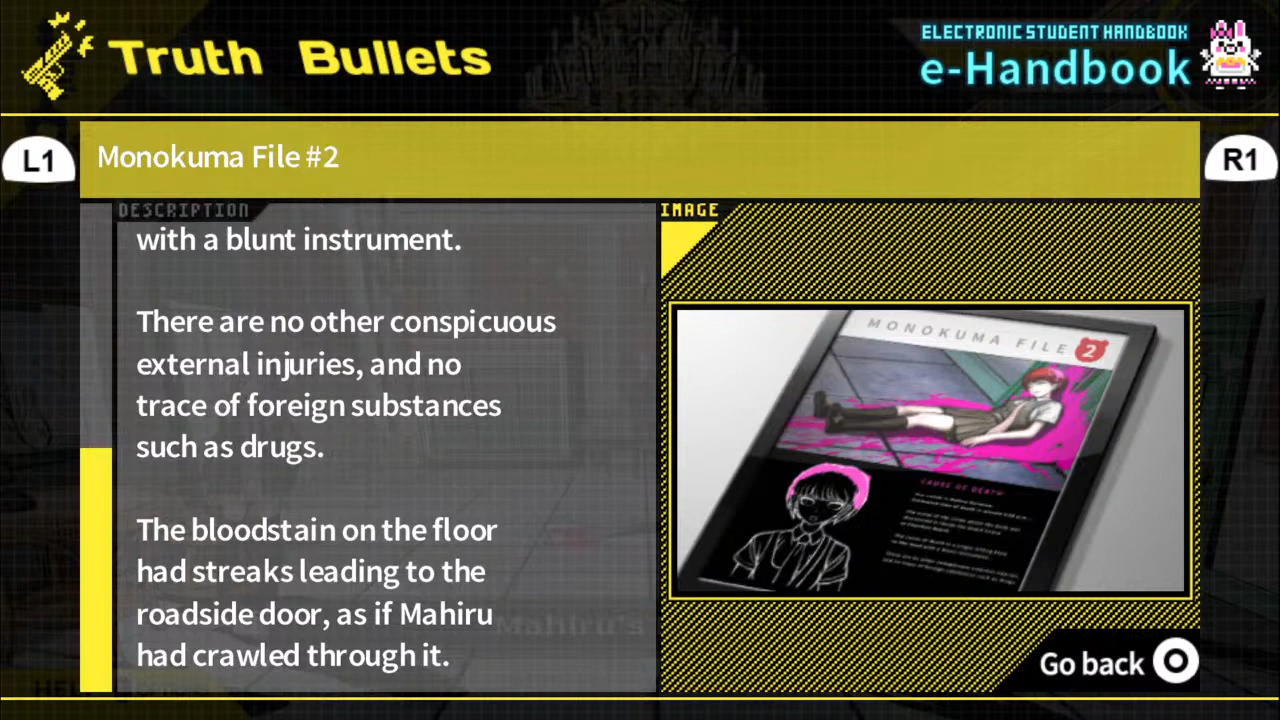 Truth Bullets
ELECTRONIC STUDENT HANDBOOK
e-Handbook
L1
Monokuma File #2
R1
DESCRIPTION
with a blunt instrument.
There are no other conspicuous
external injuries, and no
trace of foreign substances
such as drugs.
The bloodstain on the floor
had streaks leading to the
roadside door, as if Mahiru
had crawled through it.
Mahiru's
IMAGE
MONOKUMA FILE 2
CAUSE OF DEATH
Go back